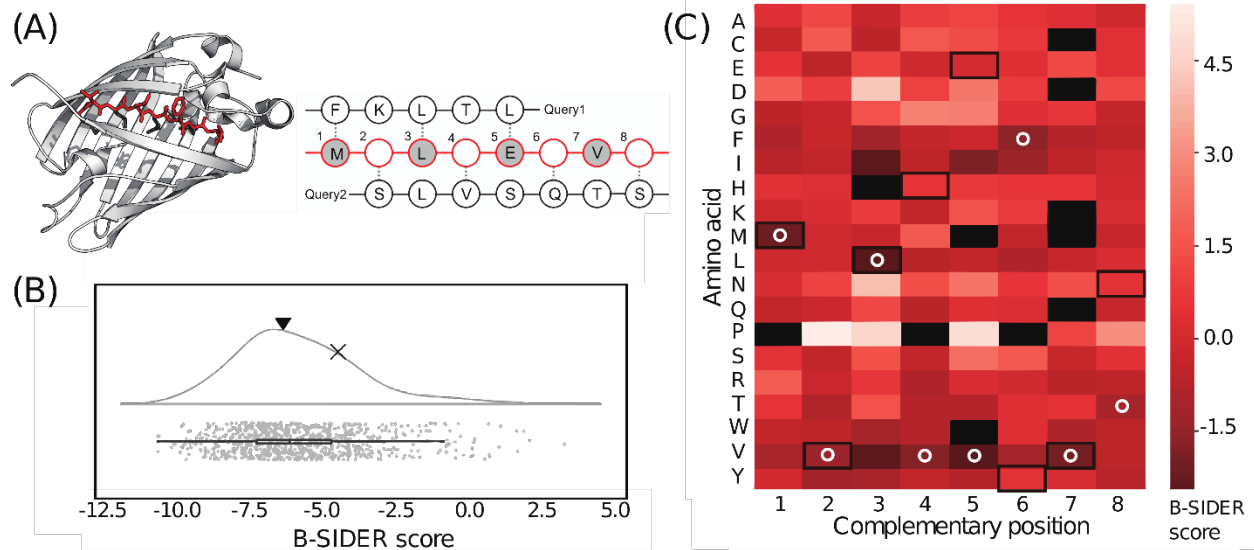 (A)
F K L T L Query1
1 2 3 4 5 6 7 8
M L E V
Query2 S L V S Q T S
(B)
-12.5 -10.0 -7.5 -5.0 -2.5 0.0 2.5 5.0
B-SIDER score
(C)
Amino acid
A
C
E
D
G
F
I
H
K
M
L
N
Q
P
S
R
T
W
V
Y
1 2 3 4 5 6 7 8
Complementary position
4.5
3.0
1.5
0.0
-1.5
B-SIDER
score